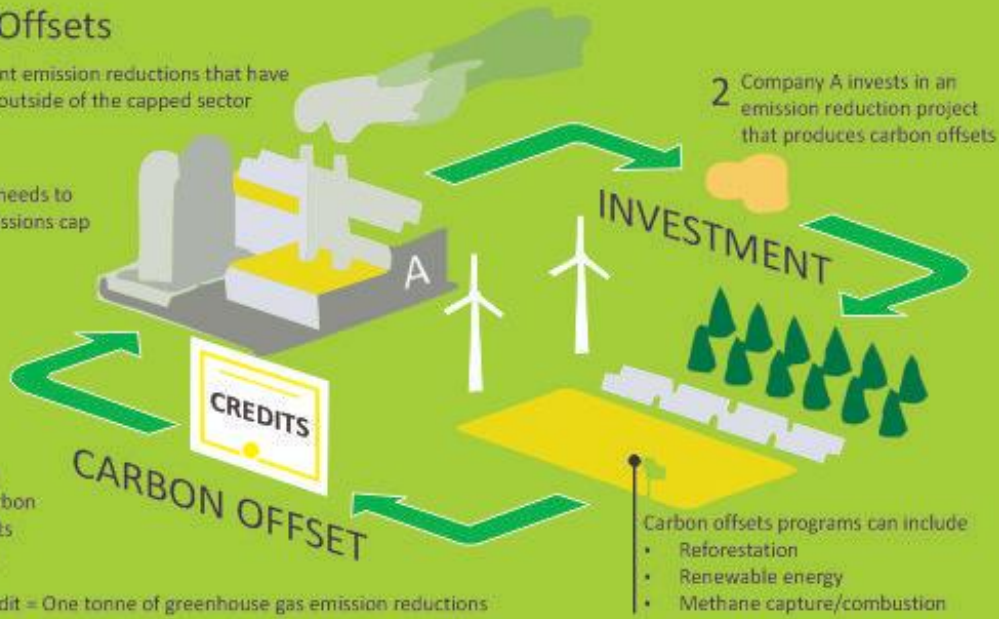 Offsets
nt emission reductions that have
outside of the capped sector
needs to
ssions cap
2 Company A invests in an
emission reduction project
that produces carbon offsets
INVESTMENT
A
CREDITS
CARBON OFFSET
rbon
ts
Carbon offsets programs can include
• Reforestation
• Renewable energy
• Methane capture/combustion
dit = One tonne of greenhouse gas emission reductions